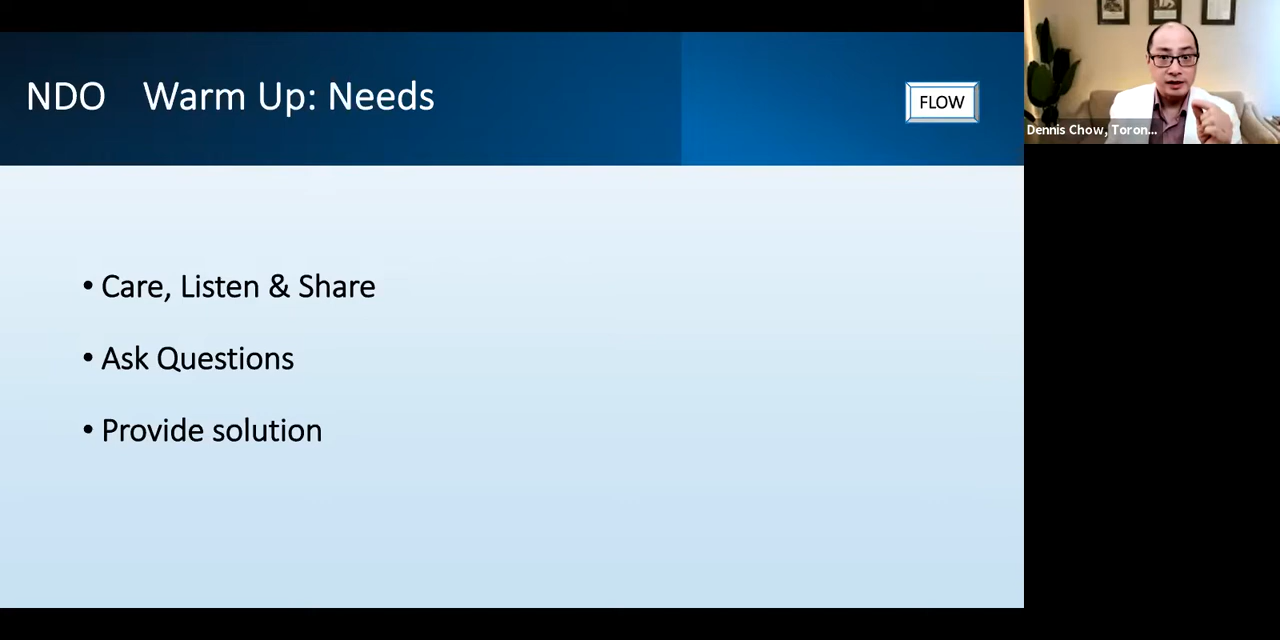 NDO Warm Up: Needs
FLOW
Dennis Chow, Toron...
• Care, Listen & Share
• Ask Questions
• Provide solution